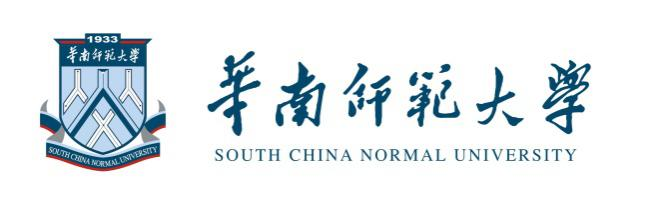 1933
華南師範大學
SOUTH CHINA NORMAL UNIVERSITY
華南師範大學
SOUTH CHINA NORMAL UNIVERSITY